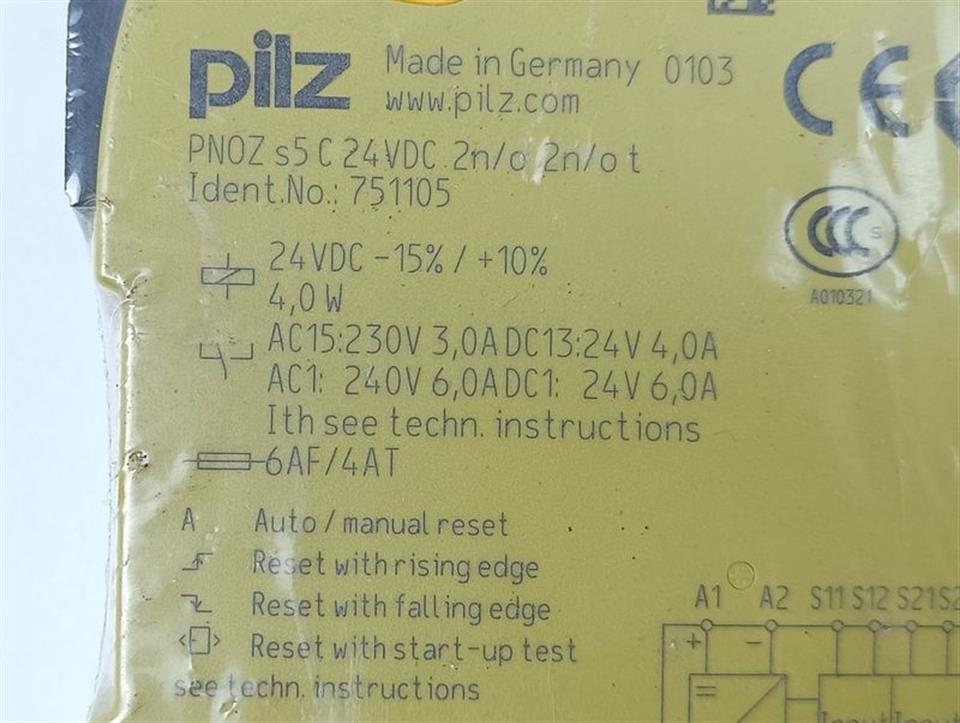 pilz
Made in Germany 0103
www.pilz.com
CE
PNOZ s5 C 24VDC 2n/o 2n/o t
Ident.No.: 751105
CCC S
A010321
24VDC -15% / +10%
4,0 W
AC15:230V 3,0A DC13:24V 4,0A
AC1: 240V 6,0A DC1: 24V 6,0A
Ith see techn. instructions
6AF/4AT
A Auto / manual reset
Reset with rising edge
Reset with falling edge
Reset with start-up test
see techn. instructions
A1 A2 S11 S12 S21
+ -
=
Input